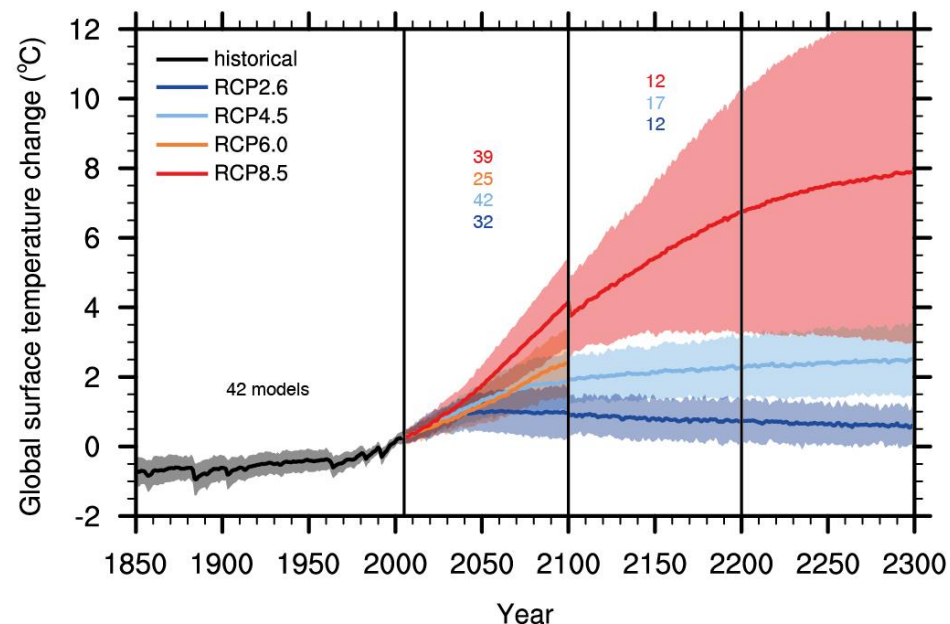 Global surface temperature change (°C)
12
10
8
6
4
2
0
-2
historical
RCP2.6
RCP4.5
RCP6.0
RCP8.5
42 models
39
25
42
32
12
17
12
1850 1900 1950 2000 2050 2100 2150 2200 2250 2300
Year